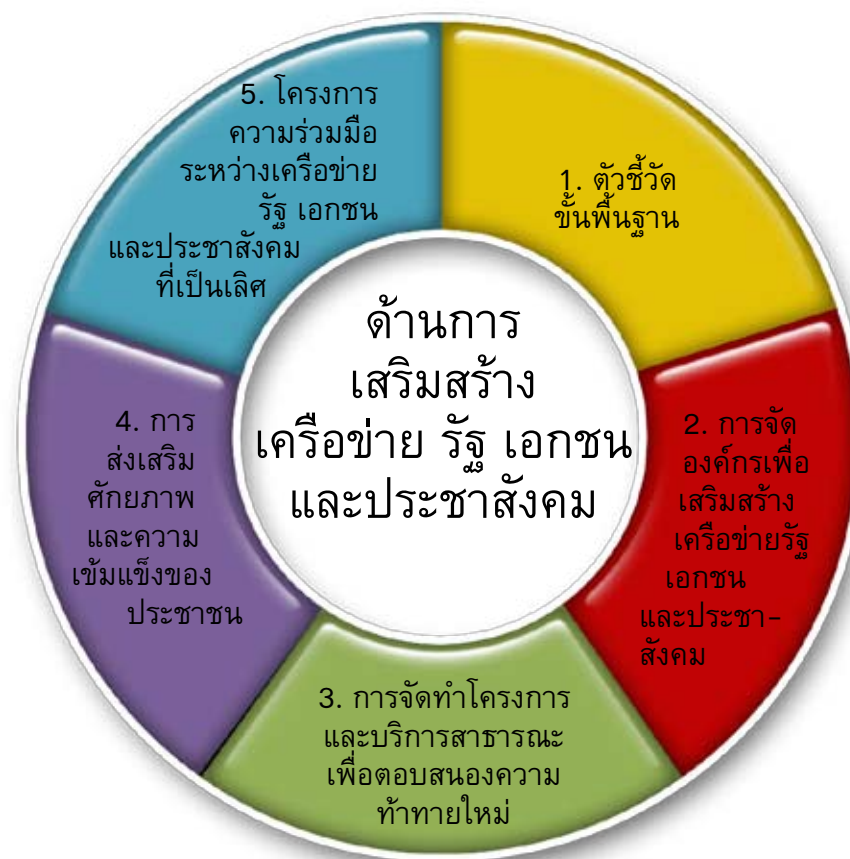 ด้านการ
เสริมสร้าง
เครือข่าย รัฐ เอกชน
และประชาสังคม
1. ตัวชี้วัด
ขั้นพื้นฐาน
2. การจัด
องค์กรเพื่อ
เสริมสร้าง
เครือข่ายรัฐ
เอกชน
และประชา-
สังคม
3. การจัดทำโครงการ
และบริการสาธารณะ
เพื่อตอบสนองความ
ท้าทายใหม่
4. การ
ส่งเสริม
ศักยภาพ
และความ
เข้มแข็งของ
ประชาชน
5. โครงการ
ความร่วมมือ
ระหว่างเครือข่าย
รัฐ เอกชน
และประชาสังคม
ที่เป็นเลิศ